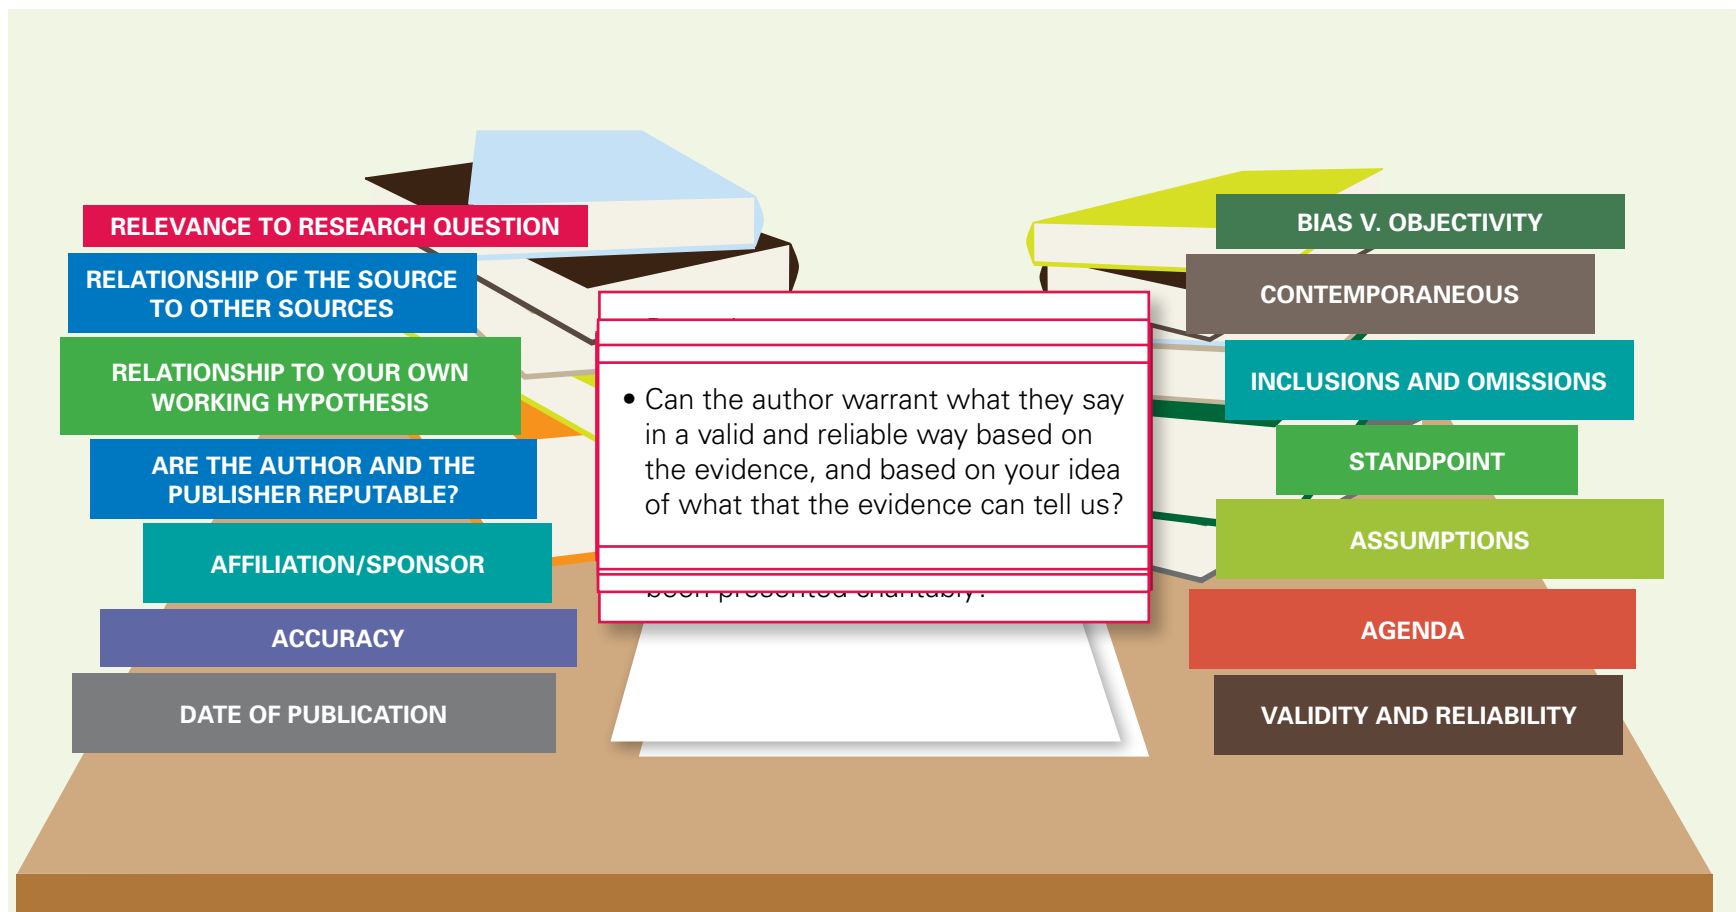 RELEVANCE TO RESEARCH QUESTION
RELATIONSHIP OF THE SOURCE
TO OTHER SOURCES
RELATIONSHIP TO YOUR OWN
WORKING HYPOTHESIS
ARE THE AUTHOR AND THE
PUBLISHER REPUTABLE?
AFFILIATION/SPONSOR
ACCURACY
DATE OF PUBLICATION
• Can the author warrant what they say
in a valid and reliable way based on
the evidence, and based on your idea
of what that the evidence can tell us?
been presented charitably?
BIAS V. OBJECTIVITY
CONTEMPORANEOUS
INCLUSIONS AND OMISSIONS
STANDPOINT
ASSUMPTIONS
AGENDA
VALIDITY AND RELIABILITY